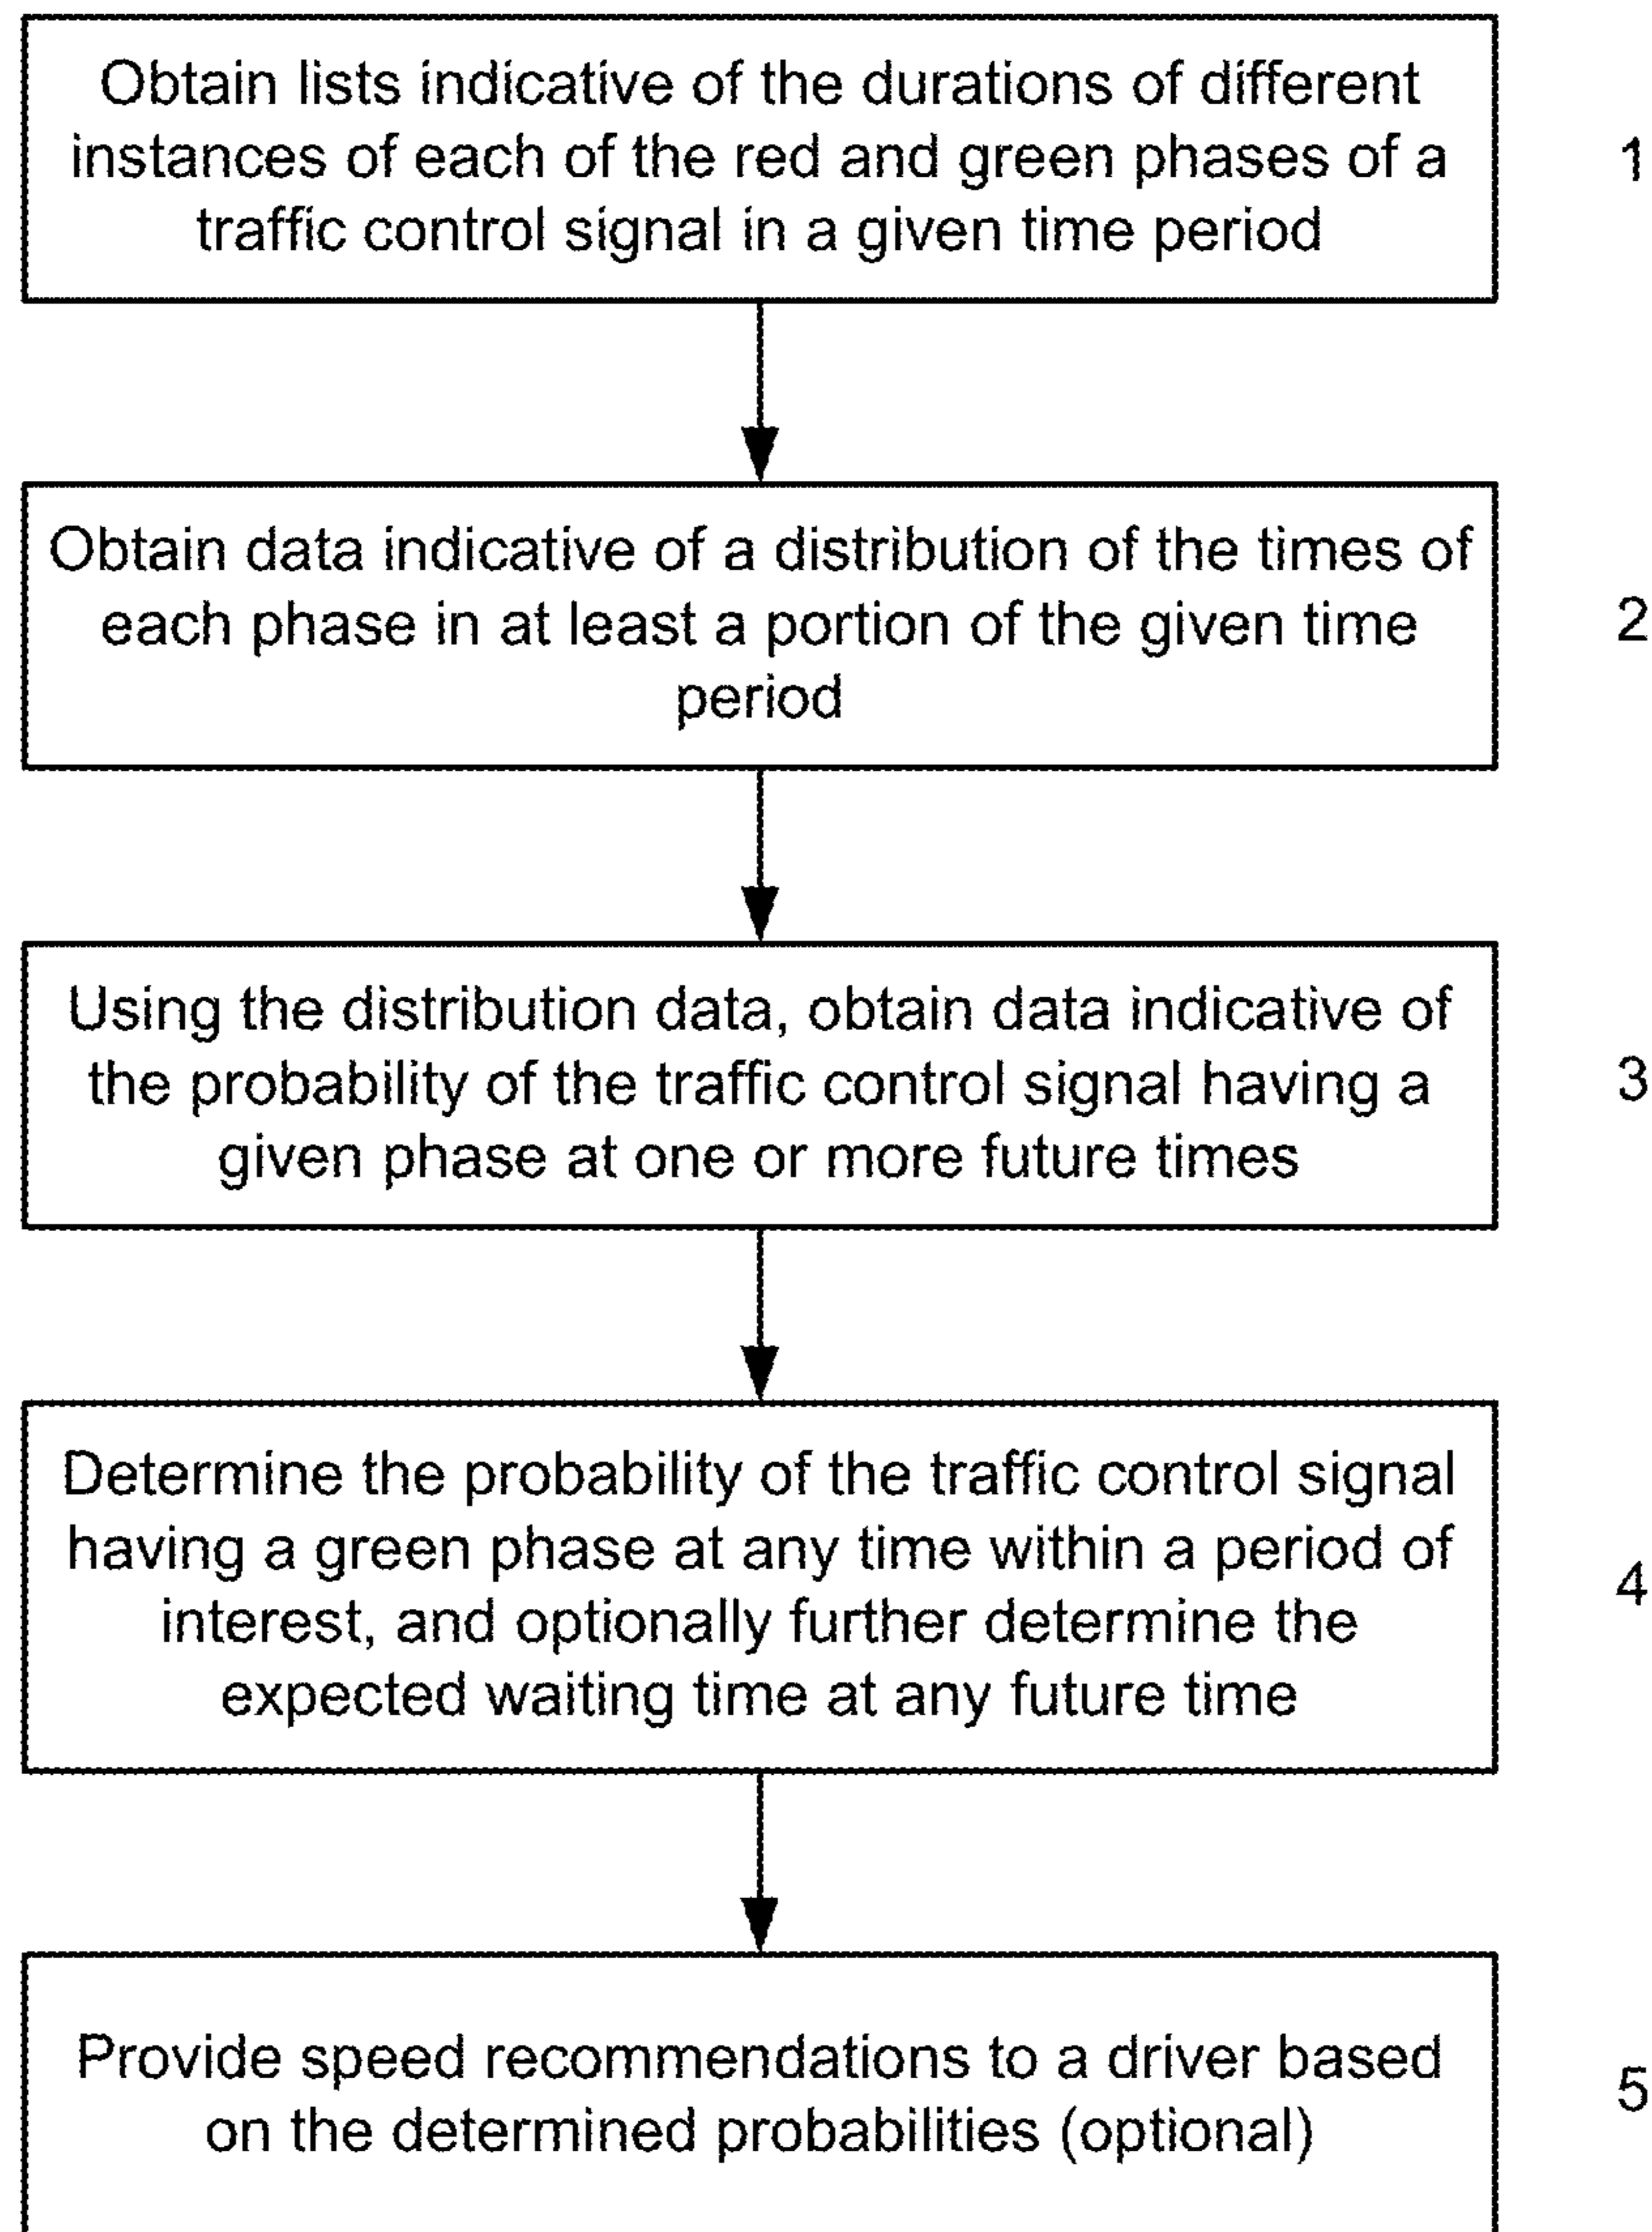 Obtain lists indicative of the durations of different
instances of each of the red and green phases of a
traffic control signal in a given time period
1
Obtain data indicative of a distribution of the times of
each phase in at least a portion of the given time
period
2
Using the distribution data, obtain data indicative of
the probability of the traffic control signal having a
given phase at one or more future times
3
Determine the probability of the traffic control signal
having a green phase at any time within a period of
interest, and optionally further determine the
expected waiting time at any future time
4
Provide speed recommendations to a driver based
on the determined probabilities (optional)
5